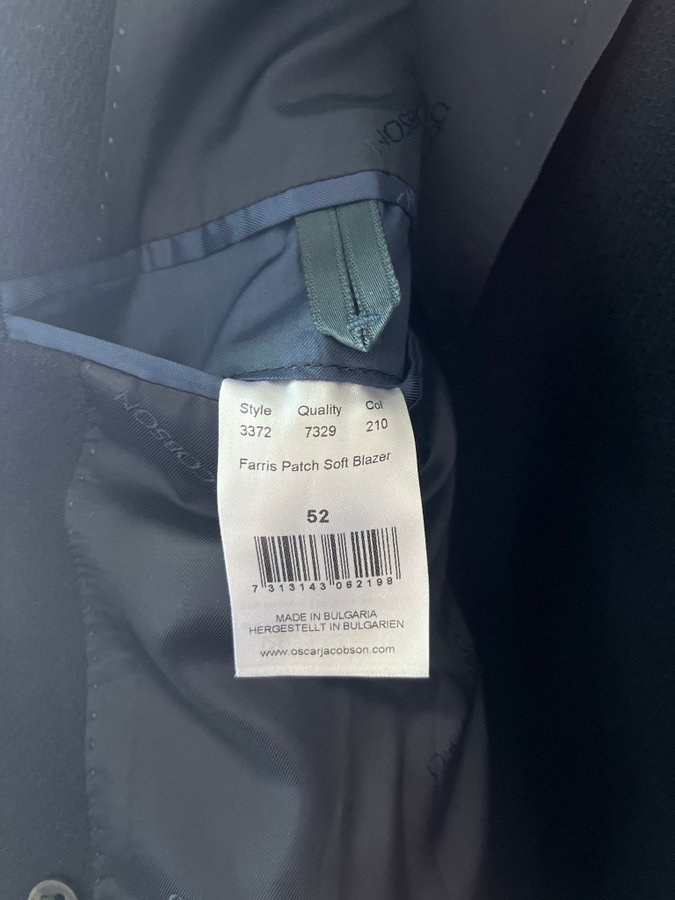 Style Quality Col
3372 7329 210
Farris Patch Soft Blazer
52
7 313143 062198
MADE IN BULGARIA
HERGESTELLT IN BULGARIEN
www.oscarjacobson.com